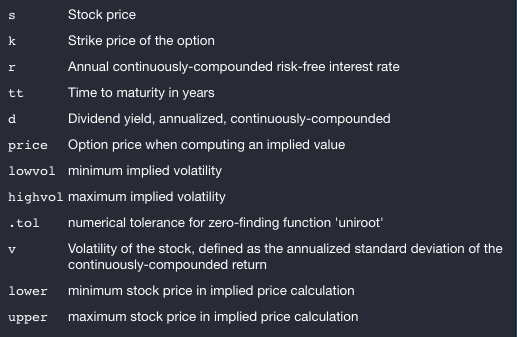 s Stock price
k Strike price of the option
r Annual continuously-compounded risk-free interest rate
tt Time to maturity in years
d Dividend yield, annualized, continuously-compounded
price Option price when computing an implied value
lowvol minimum implied volatility
highvol maximum implied volatility
.tol numerical tolerance for zero-finding function 'uniroot'
v Volatility of the stock, defined as the annualized standard deviation of the
continuously-compounded return
lower minimum stock price in implied price calculation
upper maximum stock price in implied price calculation